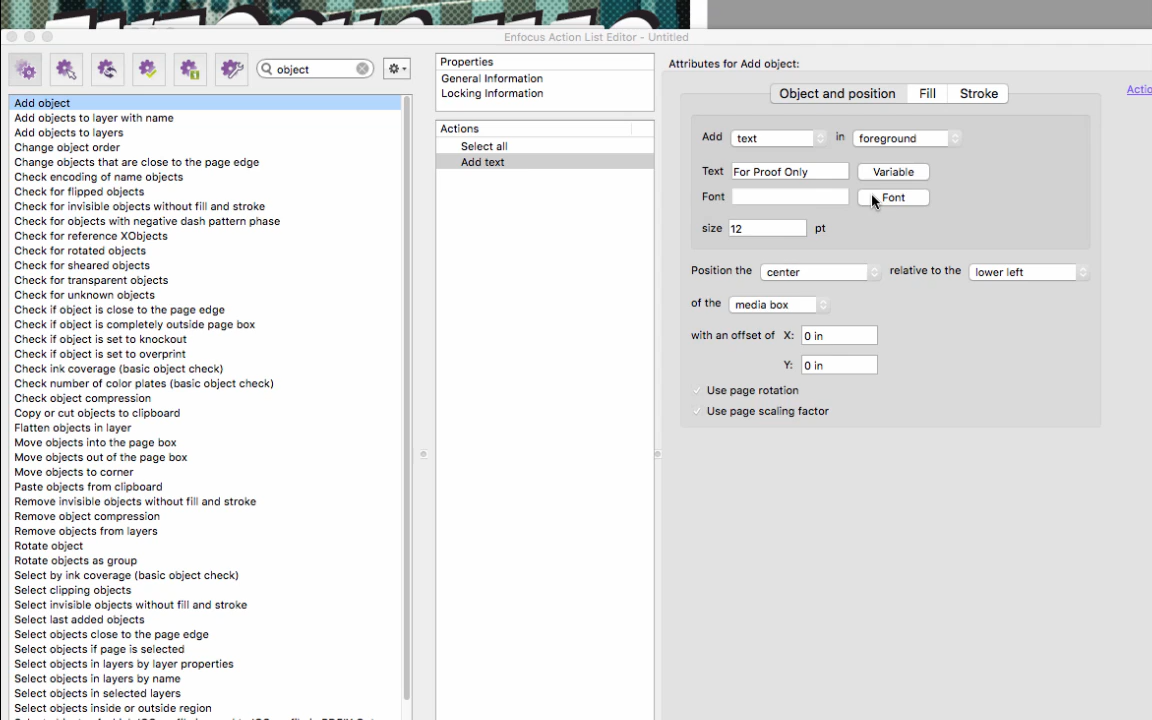 Enfocus Action List Editor - Untitled
object
Add object
Add objects to layer with name
Add objects to layers
Change object order
Change objects that are close to the page edge
Check encoding of name objects
Check for flipped objects
Check for invisible objects without fill and stroke
Check for objects with negative dash pattern phase
Check for reference XObjects
Check for rotated objects
Check for sheared objects
Check for transparent objects
Check for unknown objects
Check if object is close to the page edge
Check if object is completely outside page box
Check if object is set to knockout
Check if object is set to overprint
Check ink coverage (basic object check)
Check number of color plates (basic object check)
Check object compression
Copy or cut objects to clipboard
Flatten objects in layer
Move objects into the page box
Move objects out of the page box
Move objects to corner
Paste objects from clipboard
Remove invisible objects without fill and stroke
Remove object compression
Remove objects from layers
Rotate object
Rotate objects as group
Select by ink coverage (basic object check)
Select clipping objects
Select invisible objects without fill and stroke
Select last added objects
Select objects close to the page edge
Select objects if page is selected
Select objects in layers by layer properties
Select objects in layers by name
Select objects in selected layers
Select objects inside or outside region
Properties
General Information
Locking Information
Actions
Select all
Add text
Attributes for Add object:
Actio
Object and position Fill Stroke
Add text in foreground
Text For Proof Only Variable
Font Font
size 12 pt
Position the center relative to the lower left
of the media box
with an offset of X: 0 in
Y: 0 in
Use page rotation
Use page scaling factor